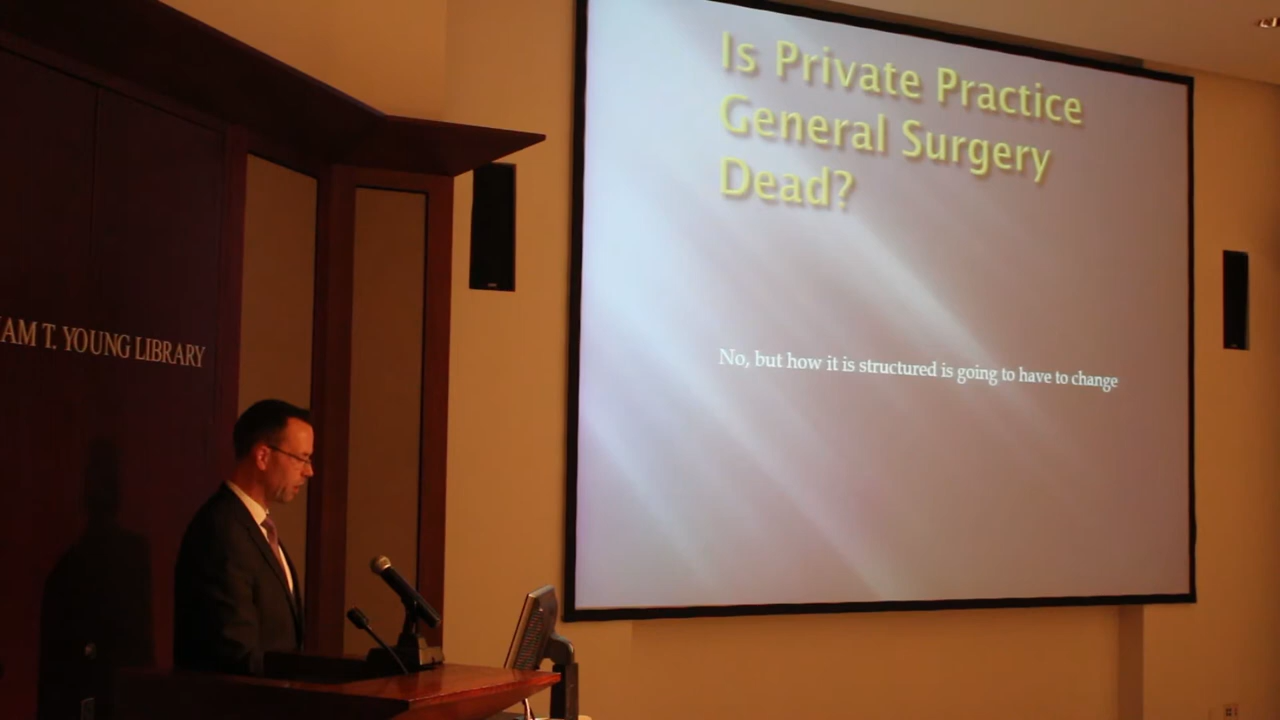 Is Private Practice
General Surgery
Dead?
No, but how it is structured is going to have to change
AM T. YOUNG LIBRARY